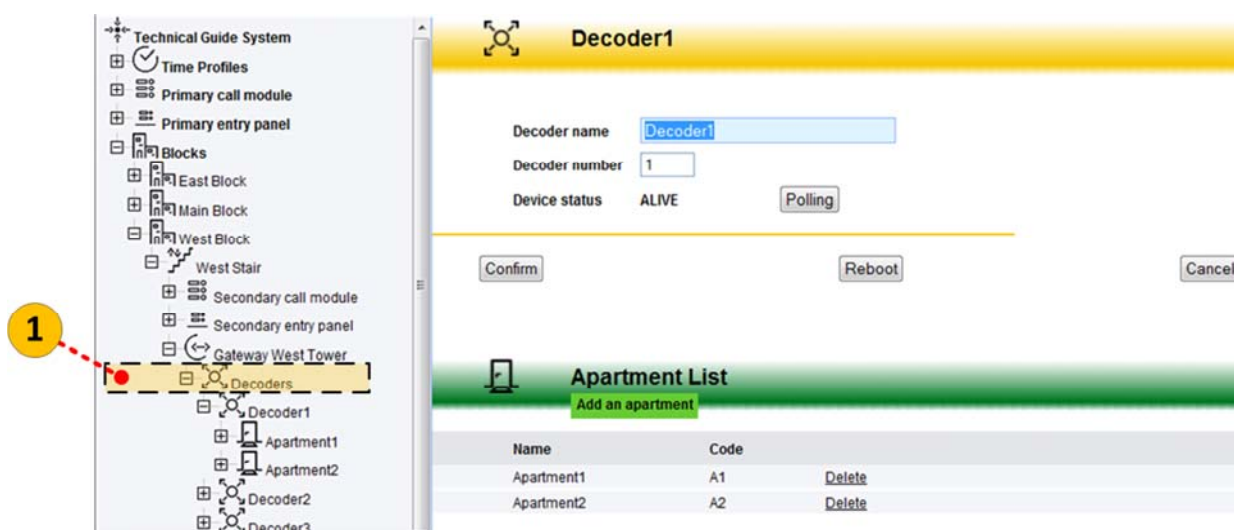 Technical Guide System
Time Profiles
Primary call module
Primary entry panel
Blocks
East Block
Main Block
West Block
West Stair
Secondary call module
Secondary entry panel
Gateway West Tower
1
Decoders
Decoder1
Apartment1
Apartment2
Decoder2
Decoder3
Decoder1
Decoder name Decoder1
Decoder number 1
Device status ALIVE Polling
Confirm Reboot Cancel
Apartment List
Add an apartment
Name Code
Apartment1 A1 Delete
Apartment2 A2 Delete